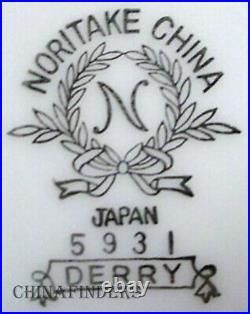 NORITAKE CHINA
N
JAPAN
5931
DERRY
CHINAFINDERS